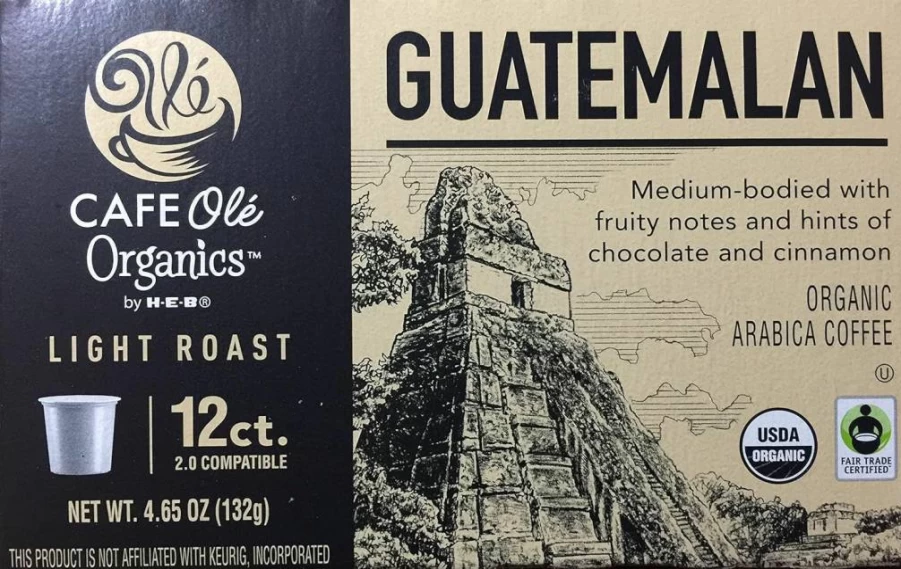 Olé
CAFE Olé
Organics™
by H-E-B®
LIGHT ROAST
12ct.
2.0 COMPATIBLE
NET WT. 4.65 OZ (132g)
THIS PRODUCT IS NOT AFFILIATED WITH KEURIG, INCORPORATED
GUATEMALAN
Medium-bodied with
fruity notes and hints of
chocolate and cinnamon
ORGANIC
ARABICA COFFEE
U
USDA
ORGANIC
FAIR TRADE
CERTIFIED